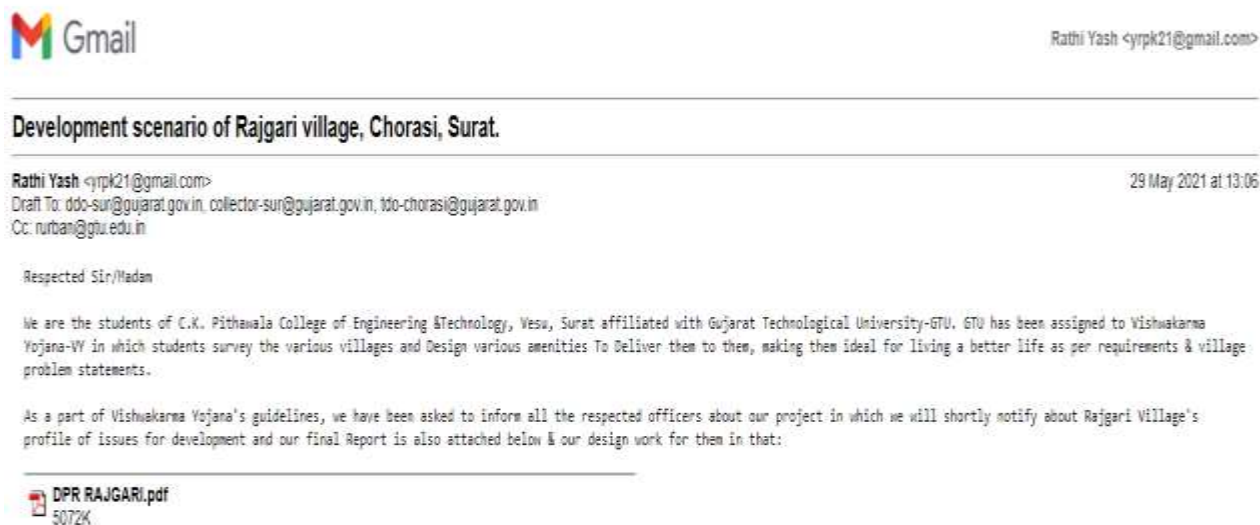 Gmail
Rathi Yash <yrpk21@gmail.com>
Development scenario of Rajgari village, Chorasi, Surat.
Rathi Yash <yrpk21@gmail.com>
29 May 2021 at 13:06
Draft To: ddo-sur@gujarat.gov.in, collector-sur@gujarat.gov.in, tdo-chorasi@gujarat.gov.in
Cc: rurban@gtu.edu.in
Respected Sir/Madam
We are the students of C.K. Pithawala College of Engineering &Technology, Vesu, Surat affiliated with Gujarat Technological University-GTU. GTU has been assigned to Vishwakarma
Yojana-VY in which students survey the various villages and Design various amenities To Deliver them to them, making them ideal for living a better life as per requirements & village
problem statements.
As a part of Vishwakarma Yojana's guidelines, we have been asked to inform all the respected officers about our project in which we will shortly notify about Rajgari Village's
profile of issues for development and our final Report is also attached below & our design work for them in that:
DPR RAJGARI.pdf
5072K